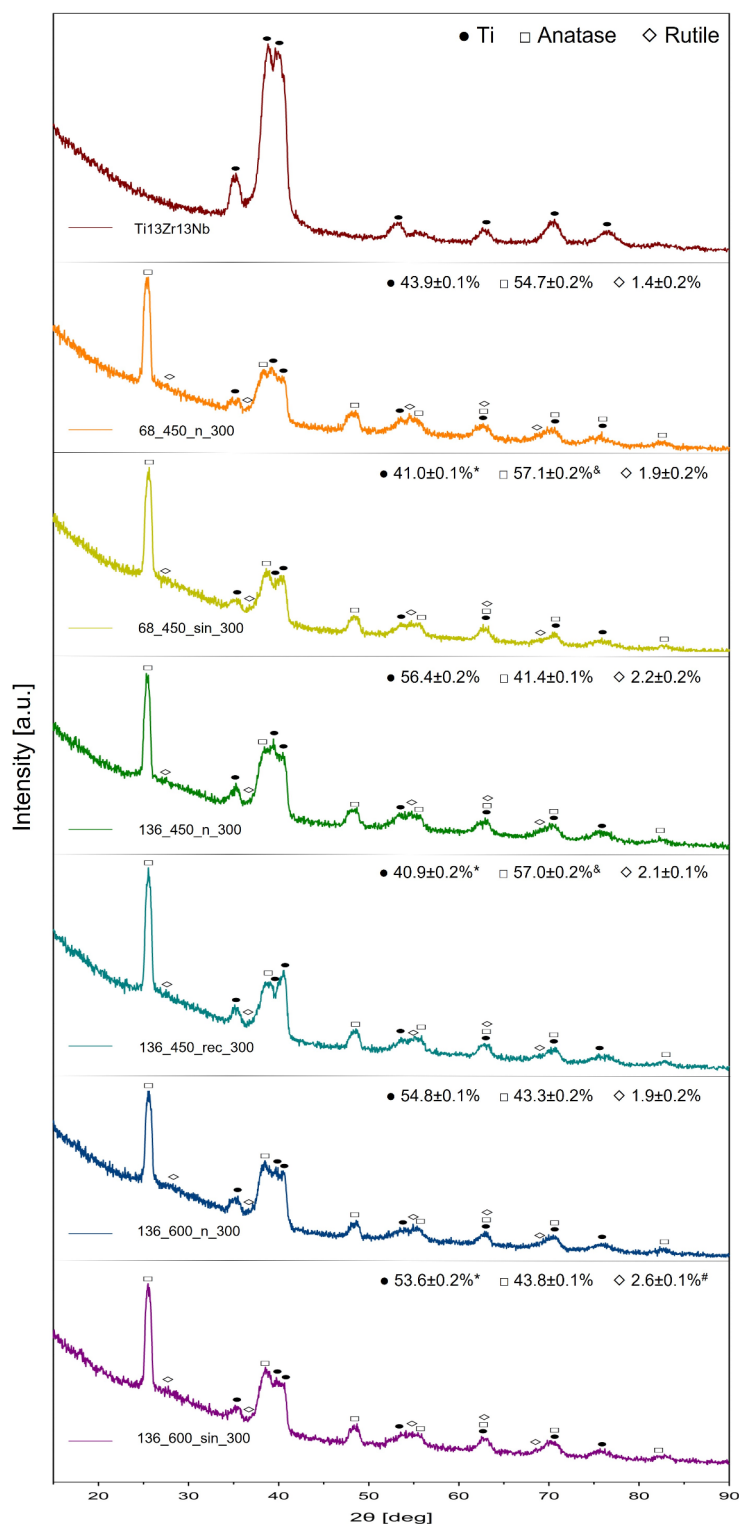 ● Ti □ Anatase ◇ Rutile
Ti13Zr13Nb
● 43.9±0.1% □ 54.7±0.2% ◇ 1.4±0.2%
68_450_n_300
● 41.0±0.1%* □ 57.1±0.2%& ◇ 1.9±0.2%
68_450_sin_300
● 56.4±0.2% □ 41.4±0.1% ◇ 2.2±0.2%
136_450_n_300
● 40.9±0.2%* □ 57.0±0.2%& ◇ 2.1±0.1%
136_450_rec_300
● 54.8±0.1% □ 43.3±0.2% ◇ 1.9±0.2%
136_600_n_300
● 53.6±0.2%* □ 43.8±0.1% ◇ 2.6±0.1%#
136_600_sin_300
Intensity [a.u.]
20 30 40 50 60 70 80 90
2θ [deg]